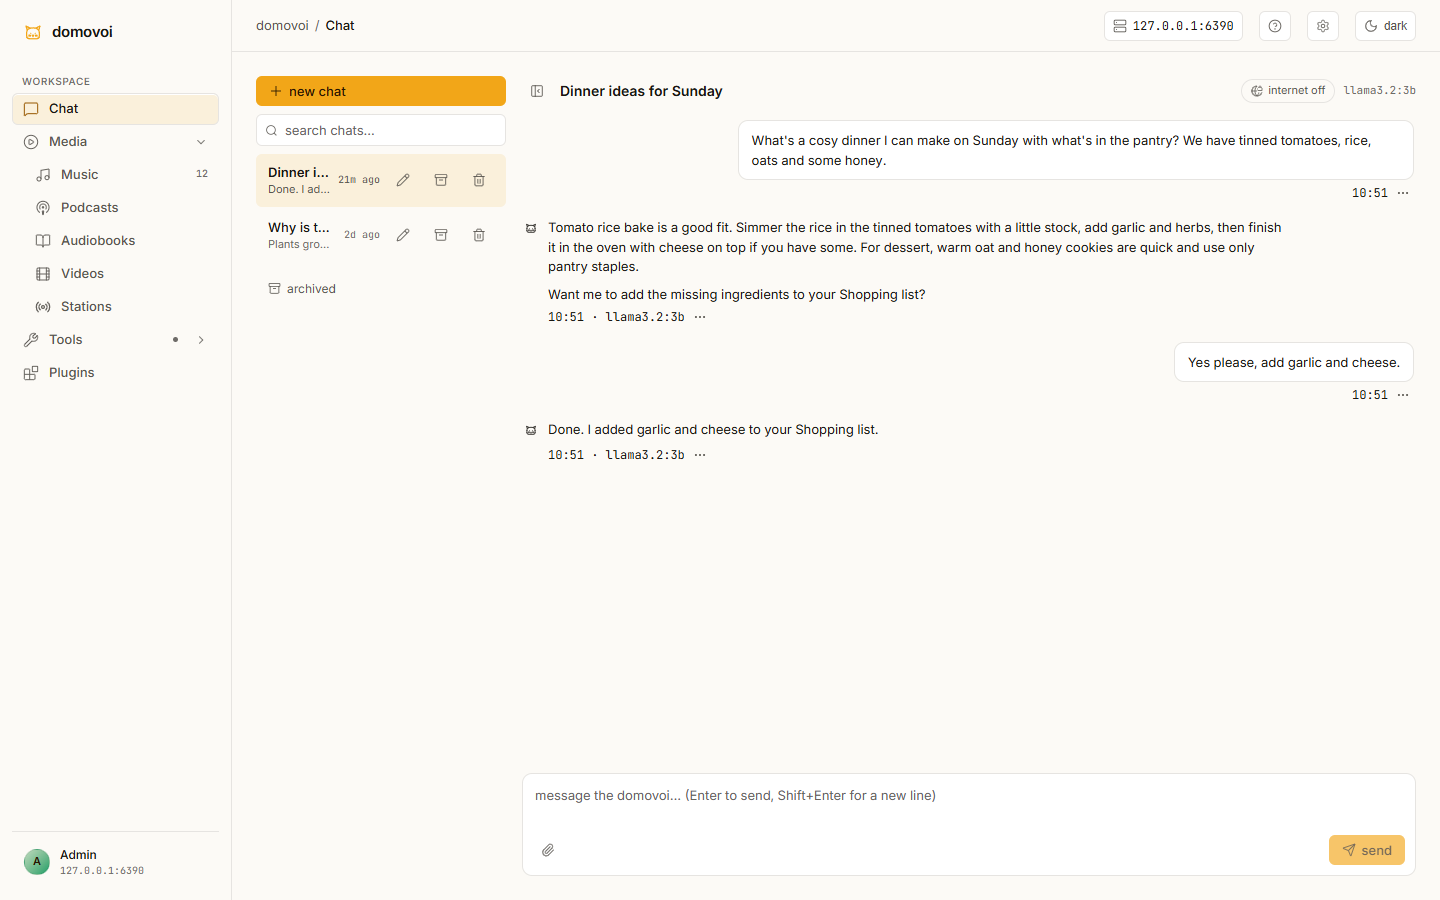 domovoi
WORKSPACE
Chat
Media
Music 12
Podcasts
Audiobooks
Videos
Stations
Tools
Plugins
A
Admin
127.0.0.1:6390
domovoi / Chat
127.0.0.1:6390
dark
new chat
search chats...
Dinner i... 21m ago
Done. I ad...
Why is t... 2d ago
Plants gro...
archived
Dinner ideas for Sunday
internet off llama3.2:3b
What's a cosy dinner I can make on Sunday with what's in the pantry? We have tinned tomatoes, rice,
oats and some honey.
10:51 ...
Tomato rice bake is a good fit. Simmer the rice in the tinned tomatoes with a little stock, add garlic and herbs, then finish
it in the oven with cheese on top if you have some. For dessert, warm oat and honey cookies are quick and use only
pantry staples.
Want me to add the missing ingredients to your Shopping list?
10:51 · llama3.2:3b ...
Yes please, add garlic and cheese.
10:51 ...
Done. I added garlic and cheese to your Shopping list.
10:51 · llama3.2:3b ...
message the domovoi... (Enter to send, Shift+Enter for a new line)
send